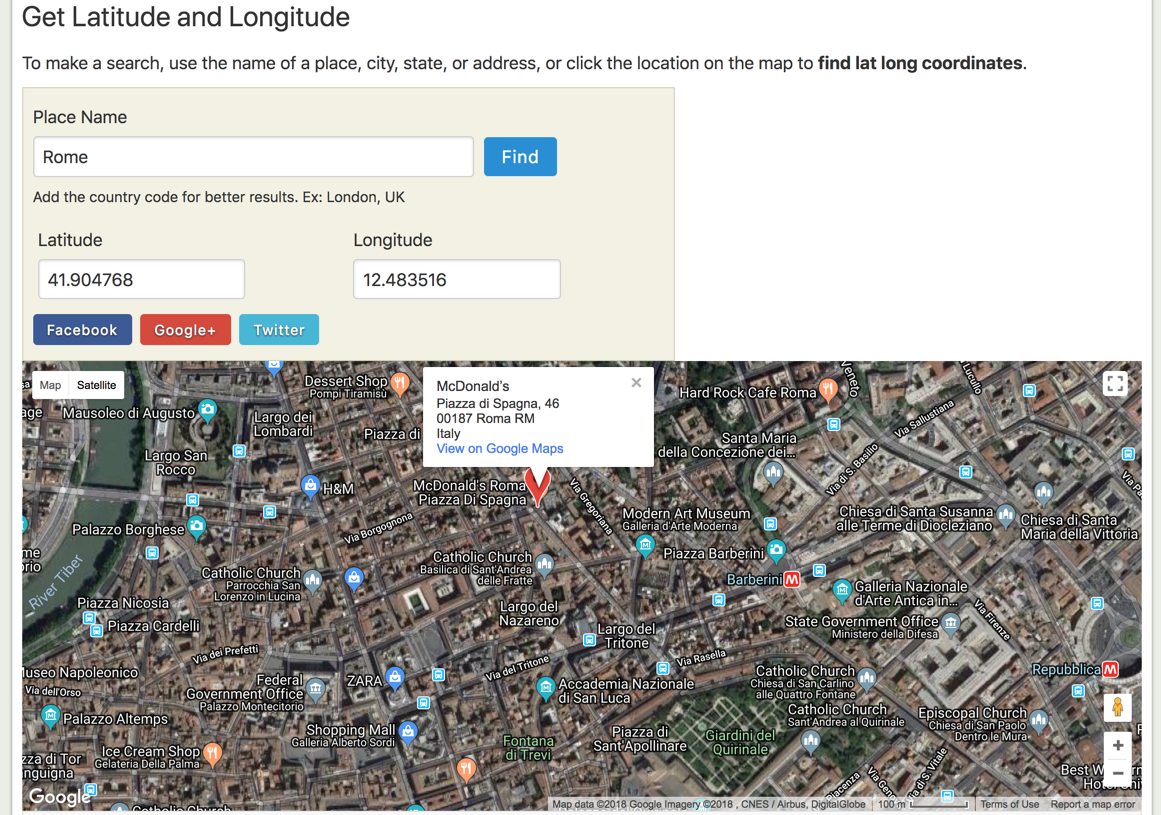 Get Latitude and Longitude
To make a search, use the name of a place, city, state, or address, or click the location on the map to find lat long coordinates.
Place Name
Rome
Find
Add the country code for better results. Ex: London, UK
Latitude
Longitude
41.904768
12.483516
Facebook
Google+
Twitter
Map
Satellite
McDonald's
Piazza di Spagna, 46
00187 Roma RM
Italy
View on Google Maps
Dessert Shop
Pompi Tiramisu
Hard Rock Cafe Roma
Veneto
Lucullo
Mausoleo di Augusto
Largo dei
Lombardi
Piazza di
Via Sallustiana
Santa Maria
della Concezione dei...
Largo San
Rocco
Via di S. Basilio
H&M
McDonald's Roma
Piazza Di Spagna
Via Gregoriana
Modern Art Museum
Galleria d'Arte Moderna
Chiesa di Santa Susanna
alle Terme di Diocleziano
Chiesa di Santa
Maria della Vittoria
Palazzo Borghese
Via Borgognona
Piazza Barberini
Barberini
M
Catholic Church
Basilica di Sant'Andrea
delle Fratte
Catholic Church
Parrocchia San
Lorenzo in Lucina
River Tiber
Galleria Nazionale
d'Arte Antica in...
Piazza Nicosia
Piazza Cardelli
Largo del
Nazareno
Largo del
Tritone
State Government Office
Ministero della Difesa
Via Firenze
Via dei Prefetti
Via del Tritone
Via Rasella
Repubblica
M
useo Napoleonico
Via dell'Orso
Federal
Government Office
Palazzo Montecitorio
ZARA
Accademia Nazionale
di San Luca
Catholic Church
Chiesa di San Carlino
alle Quattro Fontane
Catholic Church
Sant'Andrea al Quirinale
Episcopal Church
Chiesa di San Paolo
Dentro le Mura
Palazzo Altemps
Shopping Mall
Galleria Alberto Sordi
Fontana
di Trevi
Piazza di
Sant'Apollinare
Giardini del
Quirinale
Ice Cream Shop
Gelateria Della Palma
zza di Tor
nguigna
Via di S. Vitale
Best W
Google
Catholic Church
Map data ©2018 Google Imagery ©2018 , CNES / Airbus, DigitalGlobe
100 m
Terms of Use
Report a map error